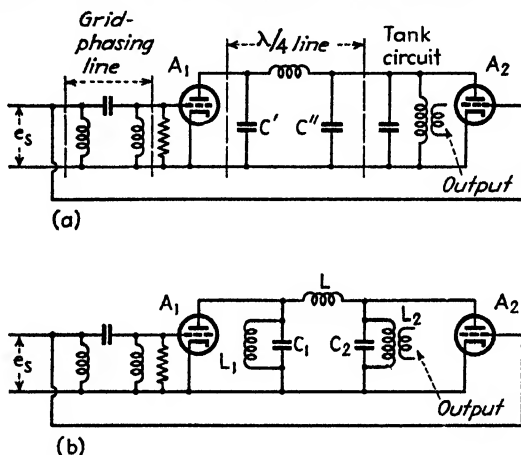 Grid-
phasing
line
A₁
λ/4 line
Tank
circuit
A₂
eₛ
C'
C"
Output
(a)
L
A₁
A₂
eₛ
L₁
C₁
C₂
L₂
Output
(b)